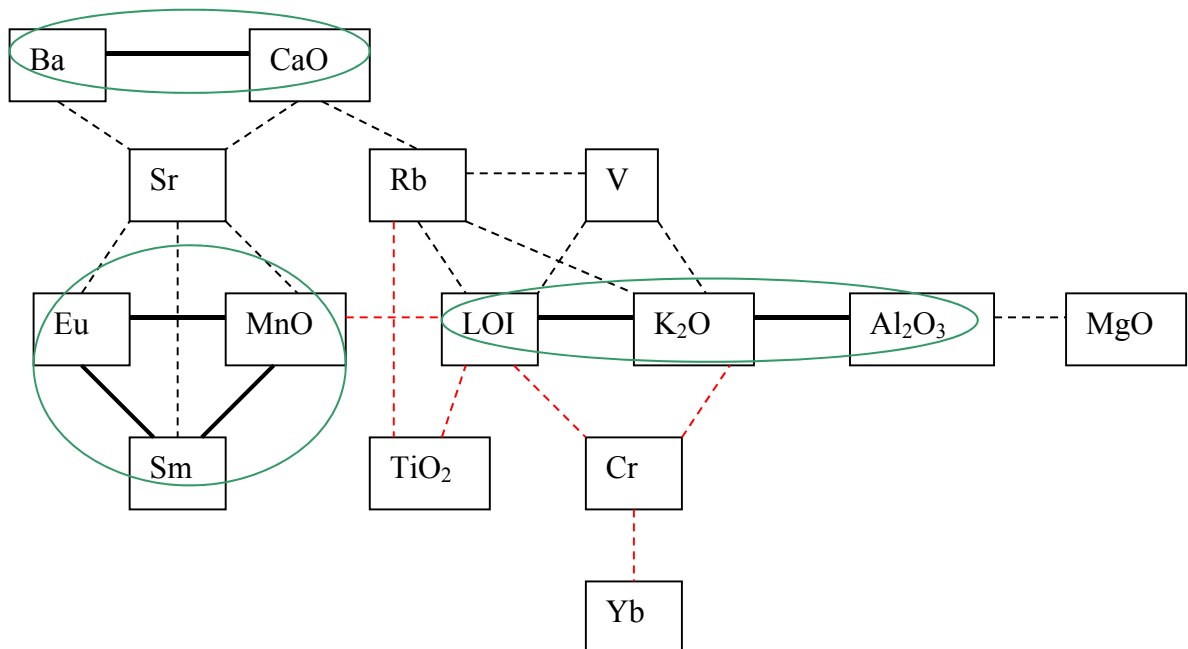 Ba CaO
Sr Rb V
Eu MnO LOI K₂O Al₂O₃ MgO
Sm TiO₂ Cr
Yb